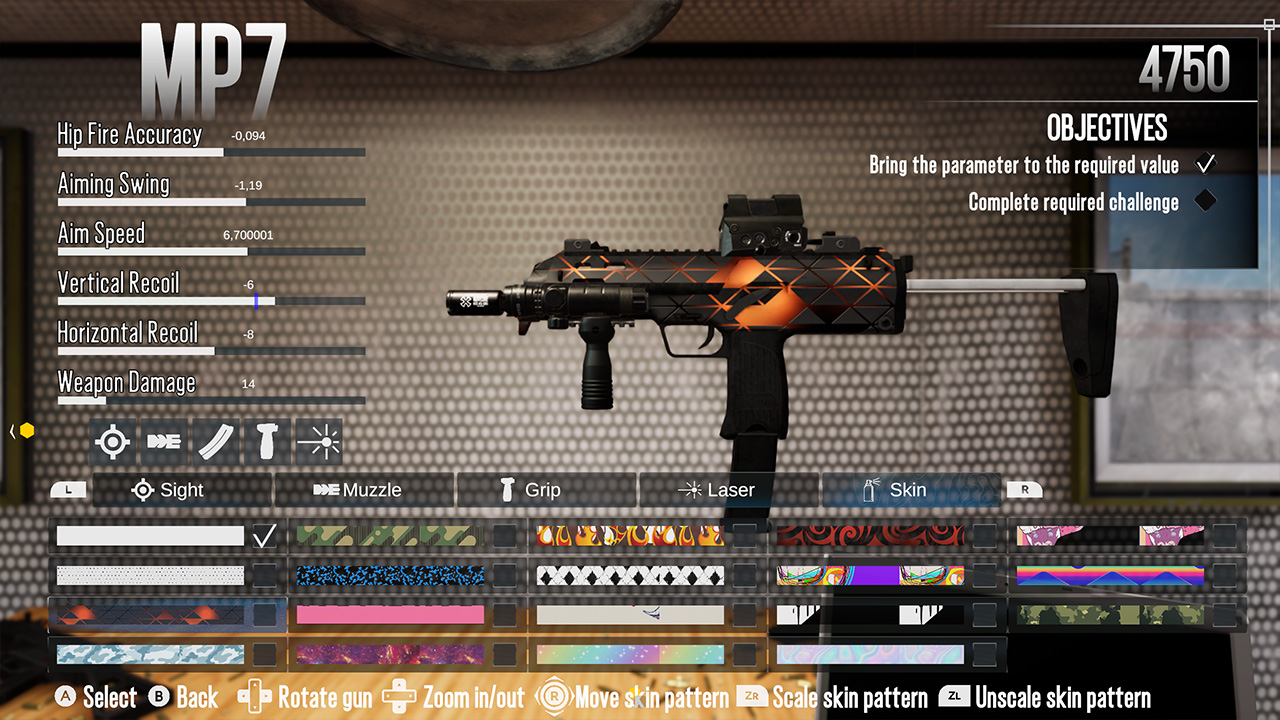 MP7
4750
OBJECTIVES
Bring the parameter to the required value
Complete required challenge
Hip Fire Accuracy -0,094
Aiming Swing -1,19
Aim Speed 6,700001
Vertical Recoil -6
Horizontal Recoil -8
Weapon Damage 14
L Sight Muzzle Grip Laser Skin R
A Select B Back Rotate gun Zoom in/out R Move skin pattern ZR Scale skin pattern ZL Unscale skin pattern